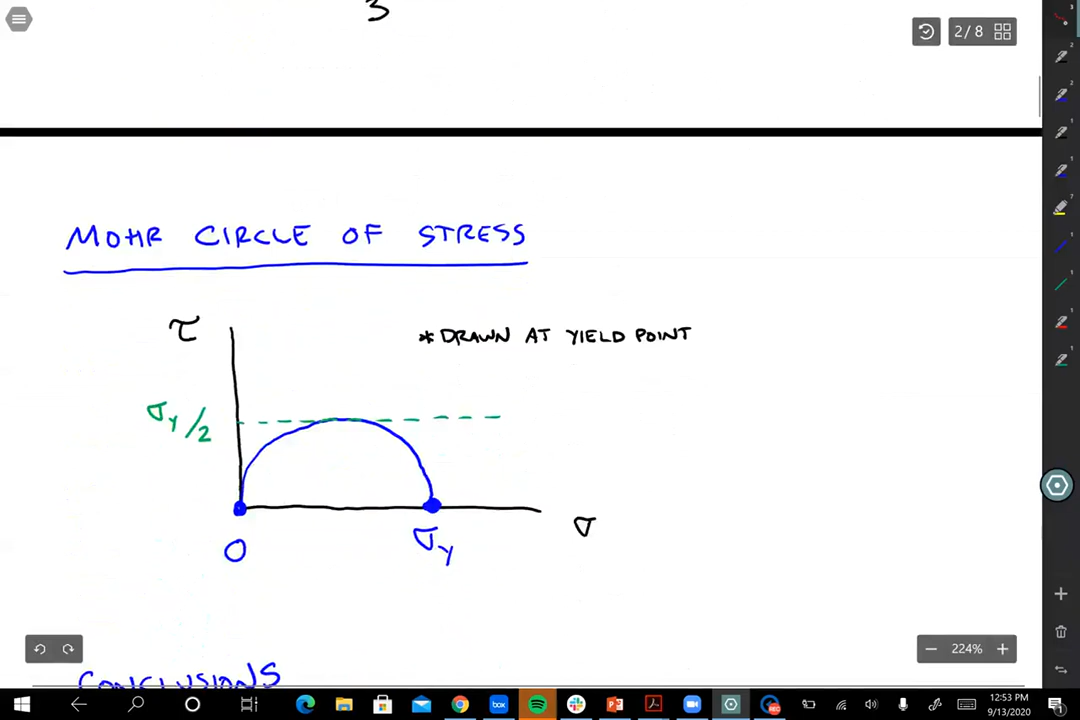 3
2/8
MOHR CIRCLE OF STRESS
τ
*DRAWN AT YIELD POINT
σy/2
σ
0
σy
224%
CONCLUSIONS
12:53 PM
9/13/2020